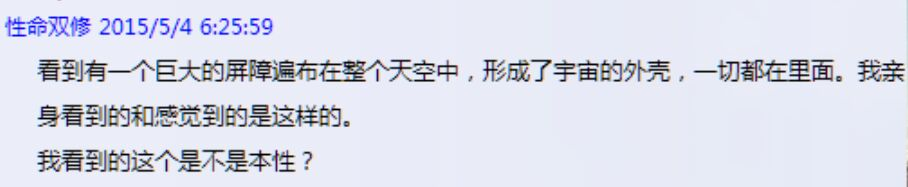 性命双修 2015/5/4 6:25:59
看到有一个巨大的屏障遍布在整个天空中，形成了宇宙的外壳，一切都在里面。我亲
身看到的和感觉到的是这样的。
我看到的这个是不是本性？